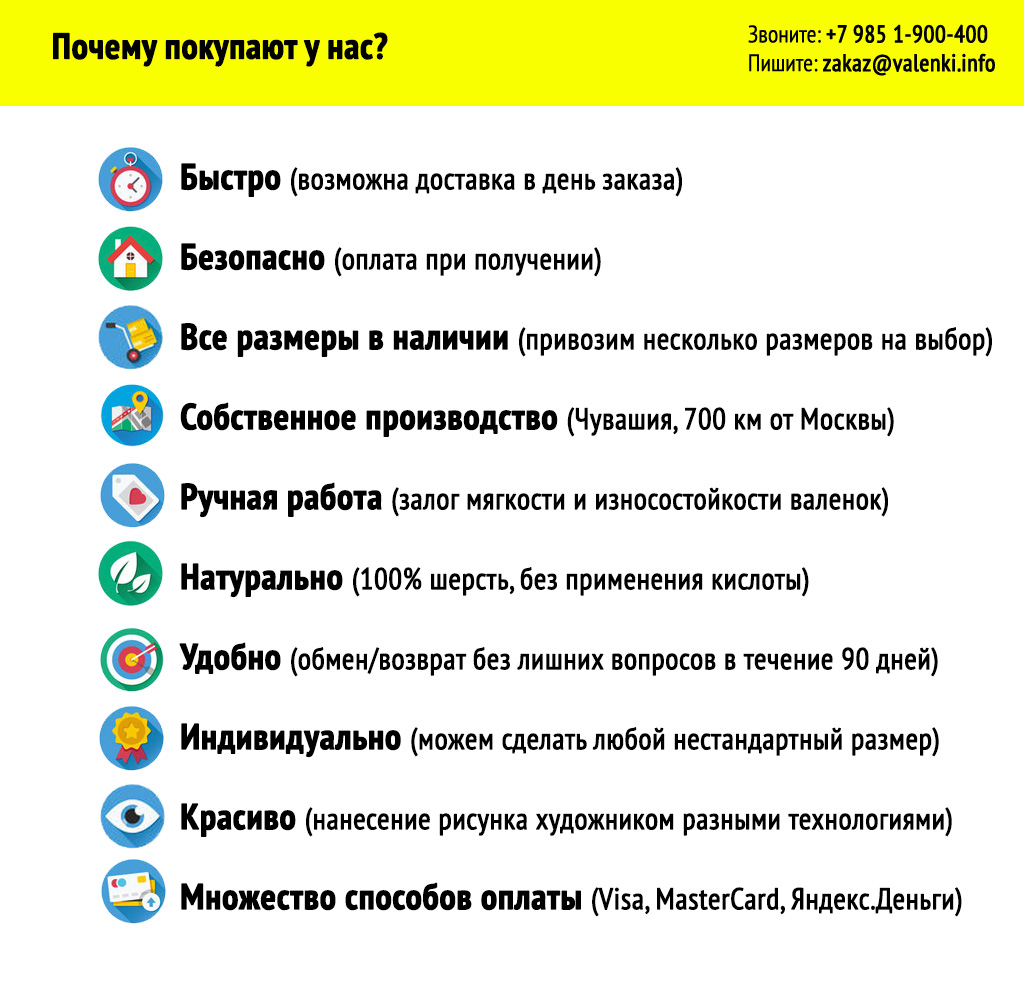 Почему покупают у нас?
Звоните: +7 985 1-900-400
Пишите: zakaz@valenki.info
Быстро (возможна доставка в день заказа)
Безопасно (оплата при получении)
Все размеры в наличии (привозим несколько размеров на выбор)
Собственное производство (Чувашия, 700 км от Москвы)
Ручная работа (залог мягкости и износостойкости валенок)
Натурально (100% шерсть, без применения кислоты)
Удобно (обмен/возврат без лишних вопросов в течение 90 дней)
Индивидуально (можем сделать любой нестандартный размер)
Красиво (нанесение рисунка художником разными технологиями)
Множество способов оплаты (Visa, MasterCard, Яндекс.Деньги)